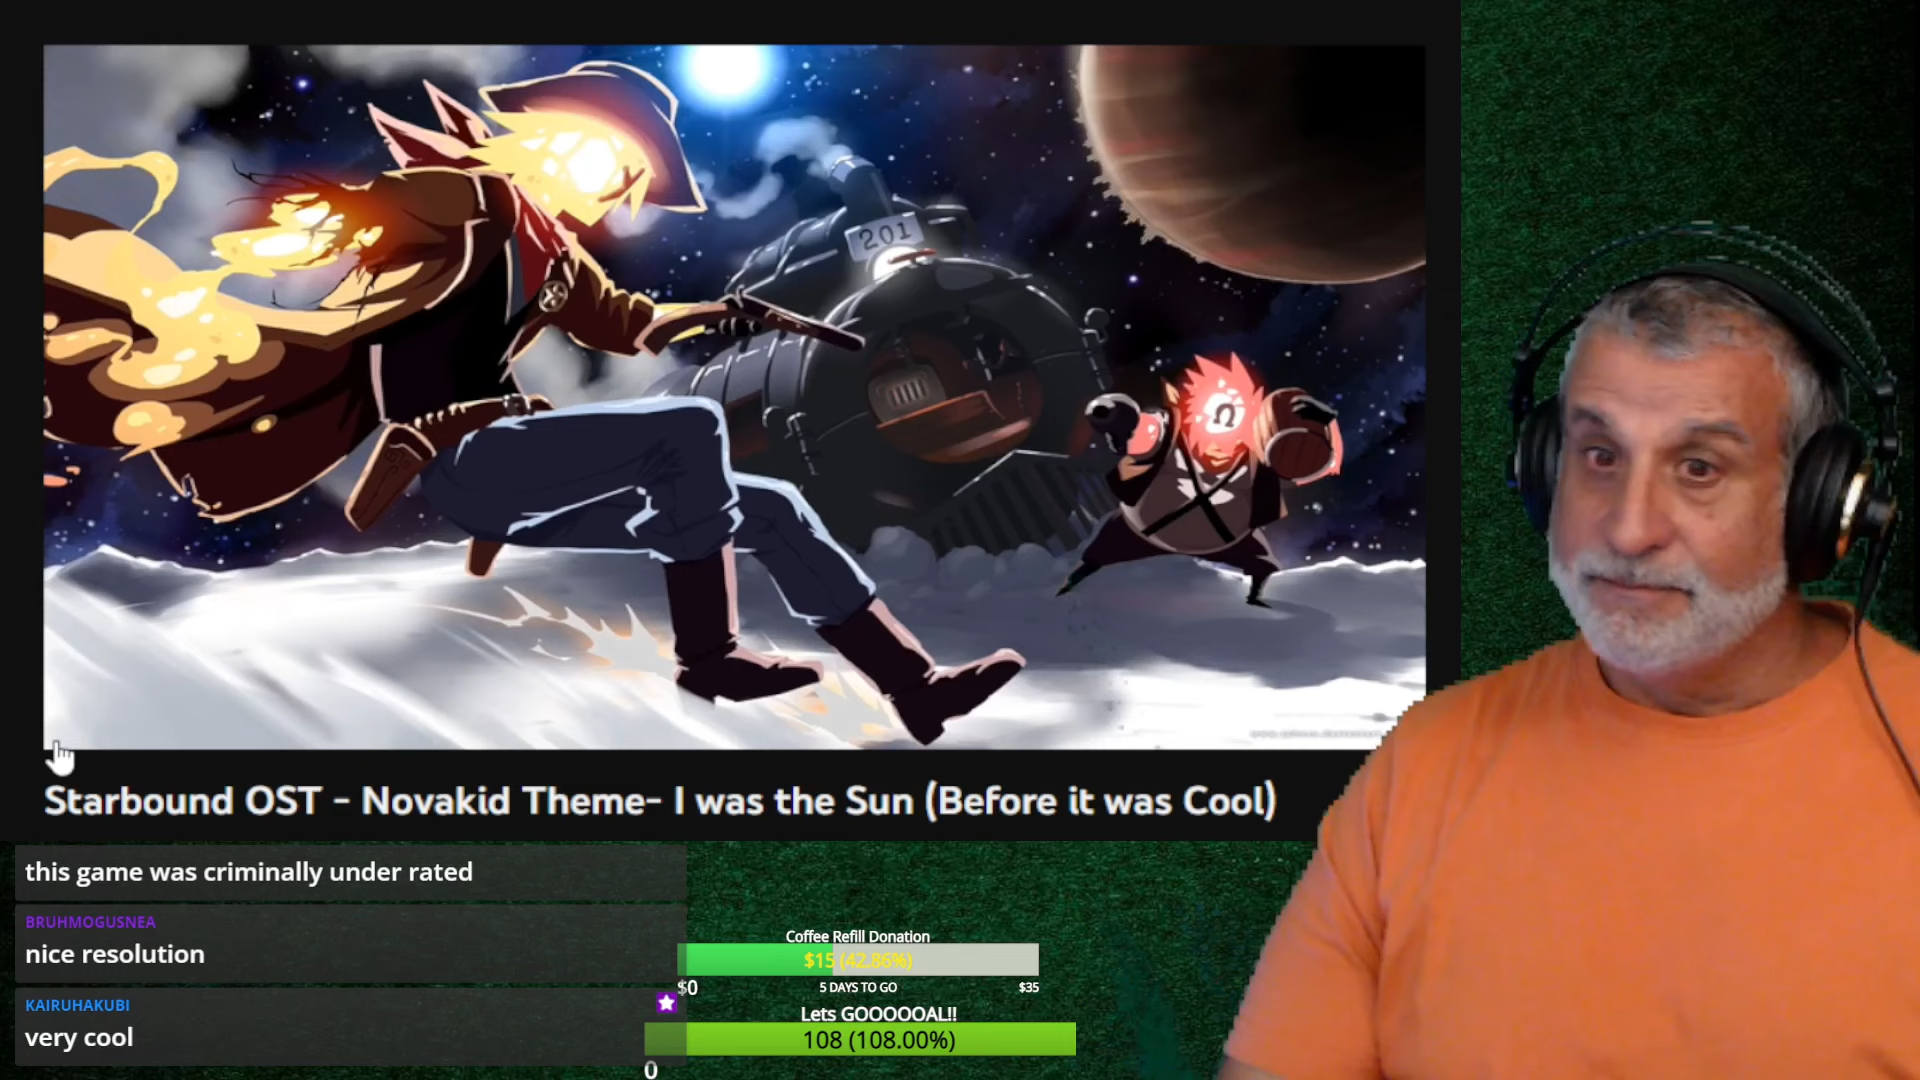 201
Ω
Starbound OST - Novakid Theme- I was the Sun (Before it was Cool)
this game was criminally under rated
BRUHMOGUSNEA
nice resolution
KAIRUHAKUBI
very cool
Coffee Refill Donation
$15 (42.86%)
$0 5 DAYS TO GO $35
Lets GOOOOOAL!!
108 (108.00%)
0